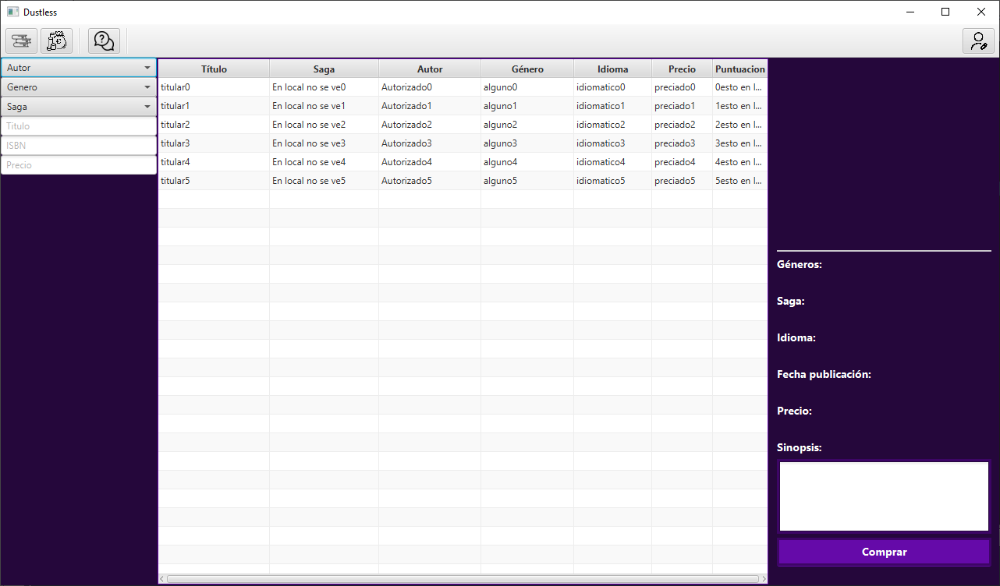 Dustless
Autor
Genero
Saga
Titulo
ISBN
Precio
Título Saga Autor Género Idioma Precio Puntuacion
titular0 En local no se ve0 Autorizado0 alguno0 idiomatico0 preciado0 0esto en l...
titular1 En local no se ve1 Autorizado1 alguno1 idiomatico1 preciado1 1esto en l...
titular2 En local no se ve2 Autorizado2 alguno2 idiomatico2 preciado2 2esto en l...
titular3 En local no se ve3 Autorizado3 alguno3 idiomatico3 preciado3 3esto en l...
titular4 En local no se ve4 Autorizado4 alguno4 idiomatico4 preciado4 4esto en l...
titular5 En local no se ve5 Autorizado5 alguno5 idiomatico5 preciado5 5esto en l...
Géneros:
Saga:
Idioma:
Fecha publicación:
Precio:
Sinopsis:
Comprar